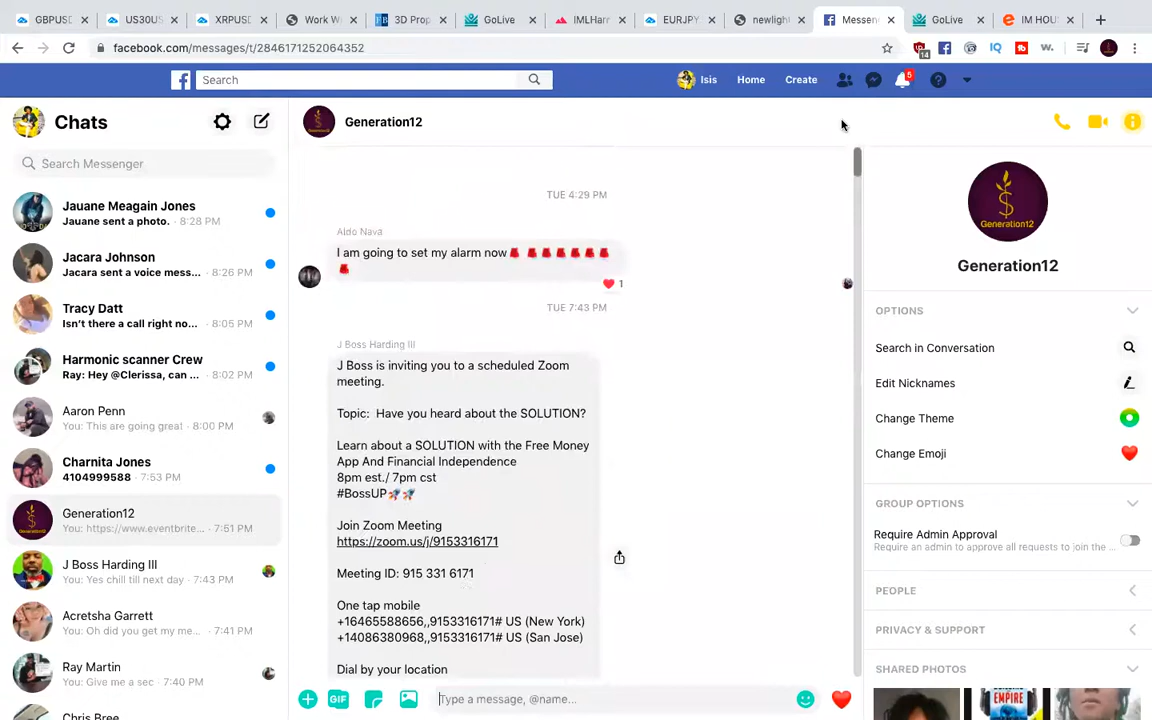 GBPUSD
US30US
XRPUSD
Work W
3D Prop
GoLive
IMLHarr
EURJPY
newlight
Messen
GoLive
IM HOU
facebook.com/messages/t/2846171252064352
14
IQ
w.
Search
Isis
Home
Create
5
Chats
Search Messenger
Jauane Meagain Jones
Jauane sent a photo. · 8:28 PM
Jacara Johnson
Jacara sent a voice mess... · 8:26 PM
Tracy Datt
Isn't there a call right no... · 8:05 PM
Harmonic scanner Crew
Ray: Hey @Clerissa, can ... · 8:02 PM
Aaron Penn
You: This are going great · 8:00 PM
Charnita Jones
4104999588 · 7:53 PM
Generation12
You: https://www.eventbrite... · 7:51 PM
J Boss Harding III
You: Yes chill till next day · 7:43 PM
Acretsha Garrett
You: Oh did you get my me... · 7:41 PM
Ray Martin
You: Give me a sec · 7:40 PM
Chris Bree
Generation12
TUE 4:29 PM
Aldo Nava
I am going to set my alarm now
1
TUE 7:43 PM
J Boss Harding III
J Boss is inviting you to a scheduled Zoom
meeting.
Topic: Have you heard about the SOLUTION?
Learn about a SOLUTION with the Free Money
App And Financial Independence
8pm est./ 7pm cst
#BossUP🚀🚀
Join Zoom Meeting
https://zoom.us/j/9153316171
Meeting ID: 915 331 6171
One tap mobile
+16465588656,,9153316171# US (New York)
+14086380968,,9153316171# US (San Jose)
Dial by your location
GIF
Type a message, @name...
Generation12
Generation12
OPTIONS
Search in Conversation
Edit Nicknames
Change Theme
Change Emoji
GROUP OPTIONS
Require Admin Approval
Require an admin to approve all requests to join the ...
PEOPLE
PRIVACY & SUPPORT
SHARED PHOTOS
EMPIRE